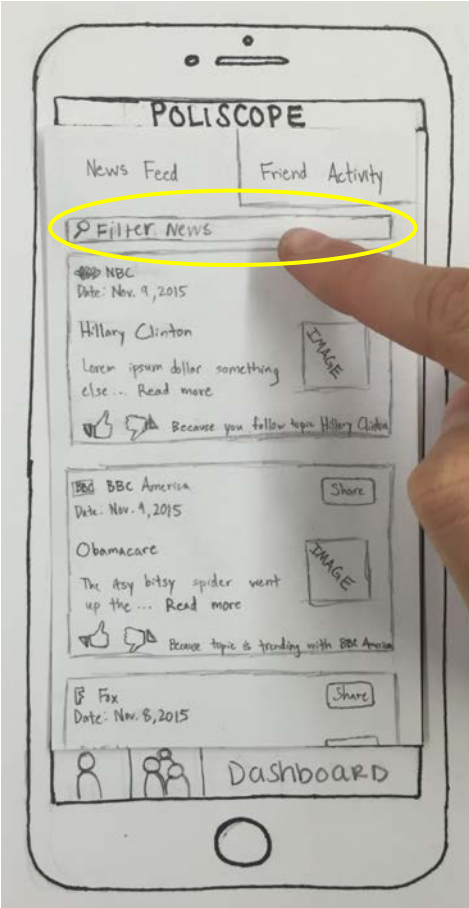 POLISCOPE
News Feed
Friend Activity
Filter News
NBC
Date: Nov. 9, 2015
Hillary Clinton
Lorem ipsum dollar something
else... Read more
IMAGE
Because you follow topic Hillary Clinton
BBC BBC America
Share
Date: Nov. 9, 2015
Obamacare
The itsy bitsy spider went
up the ... Read more
IMAGE
Because topic is trending with BBC America
F Fox
Share
Date: Nov. 8, 2015
Dashboard